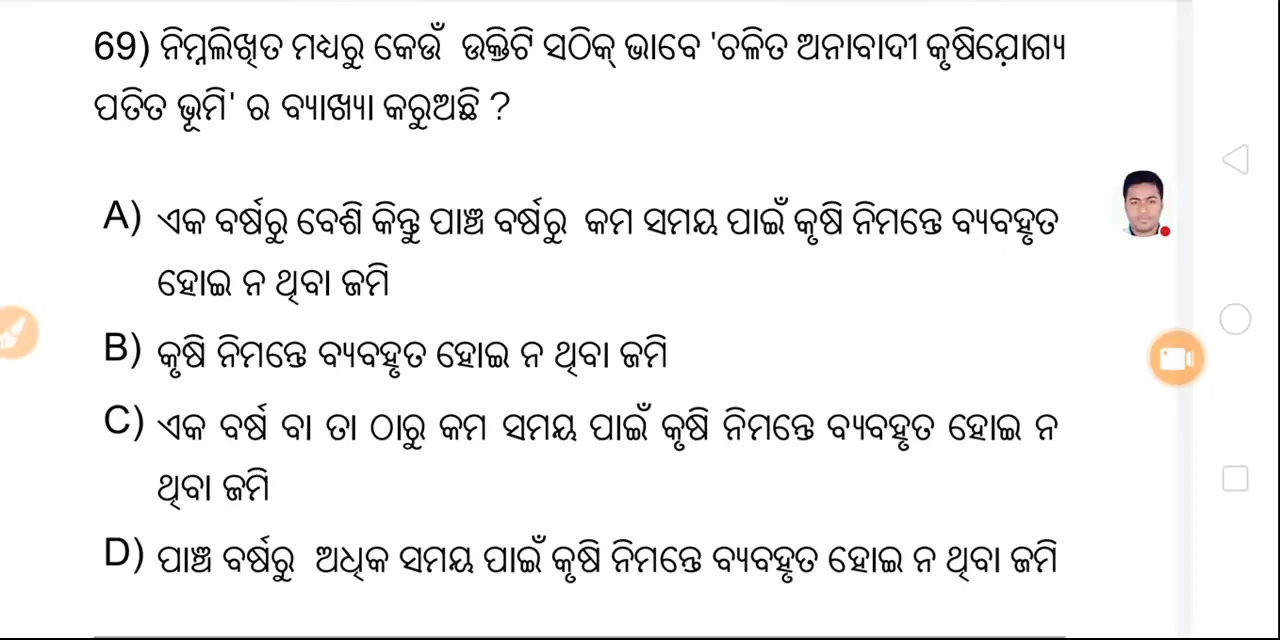 69) ନିମ୍ନଲିଖିତ ମଧ୍ୟରୁ କେଉଁ ଉକ୍ତିଟି ସଠିକ୍ ଭାବେ 'ଚଳିତ ଅନାବାଦୀ କୃଷିଯୋଗ୍ୟ
ପତିତ ଭୂମି' ର ବ୍ୟାଖ୍ୟା କରୁଅଛି ?
A) ଏକ ବର୍ଷରୁ ବେଶି କିନ୍ତୁ ପାଞ୍ଚ ବର୍ଷରୁ କମ ସମୟ ପାଇଁ କୃଷି ନିମନ୍ତେ ବ୍ୟବହୃତ
ହୋଇ ନ ଥିବା ଜମି
B) କୃଷି ନିମନ୍ତେ ବ୍ୟବହୃତ ହୋଇ ନ ଥିବା ଜମି
C) ଏକ ବର୍ଷ ବା ତା ଠାରୁ କମ ସମୟ ପାଇଁ କୃଷି ନିମନ୍ତେ ବ୍ୟବହୃତ ହୋଇ ନ
ଥିବା ଜମି
D) ପାଞ୍ଚ ବର୍ଷରୁ ଅଧିକ ସମୟ ପାଇଁ କୃଷି ନିମନ୍ତେ ବ୍ୟବହୃତ ହୋଇ ନ ଥିବା ଜମି